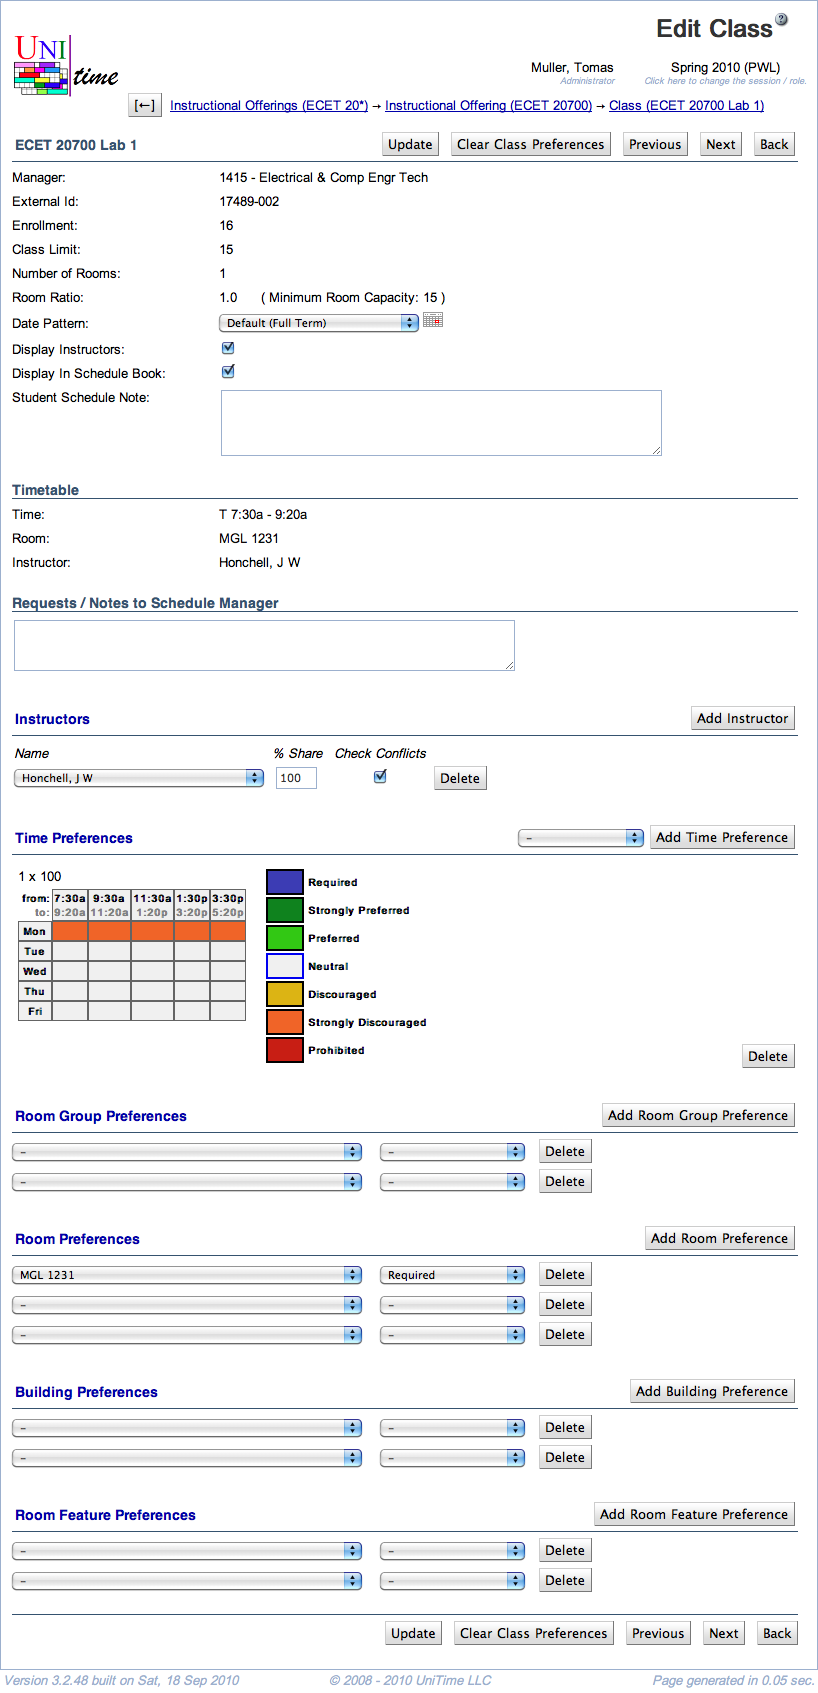 Edit Class ?
UNI time
Muller, Tomas Spring 2010 (PWL)
Administrator Click here to change the session / role.
[←] Instructional Offerings (ECET 20*) → Instructional Offering (ECET 20700) → Class (ECET 20700 Lab 1)
ECET 20700 Lab 1 Update Clear Class Preferences Previous Next Back
Manager: 1415 - Electrical & Comp Engr Tech
External Id: 17489-002
Enrollment: 16
Class Limit: 15
Number of Rooms: 1
Room Ratio: 1.0 ( Minimum Room Capacity: 15 )
Date Pattern: Default (Full Term)
Display Instructors:
Display In Schedule Book:
Student Schedule Note:
Timetable
Time: T 7:30a - 9:20a
Room: MGL 1231
Instructor: Honchell, J W
Requests / Notes to Schedule Manager
Instructors Add Instructor
Name % Share Check Conflicts
Honchell, J W 100 Delete
Time Preferences – Add Time Preference
1 x 100
from: 7:30a 9:30a 11:30a 1:30p 3:30p
to: 9:20a 11:20a 1:20p 3:20p 5:20p
Mon
Tue
Wed
Thu
Fri
Required
Strongly Preferred
Preferred
Neutral
Discouraged
Strongly Discouraged
Prohibited
Delete
Room Group Preferences Add Room Group Preference
– – Delete
– – Delete
Room Preferences Add Room Preference
MGL 1231 Required Delete
– – Delete
– – Delete
Building Preferences Add Building Preference
– – Delete
– – Delete
Room Feature Preferences Add Room Feature Preference
– – Delete
– – Delete
Update Clear Class Preferences Previous Next Back
Version 3.2.48 built on Sat, 18 Sep 2010 © 2008 - 2010 UniTime LLC Page generated in 0.05 sec.